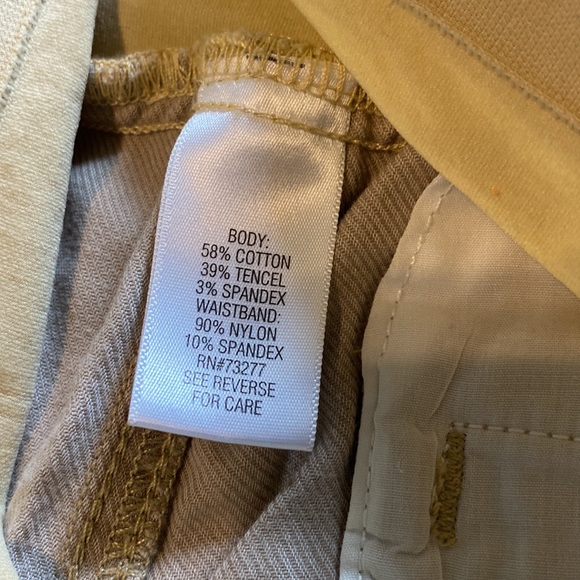 BODY:
58% COTTON
39% TENCEL
3% SPANDEX
WAISTBAND:
90% NYLON
10% SPANDEX
RN#73277
SEE REVERSE
FOR CARE